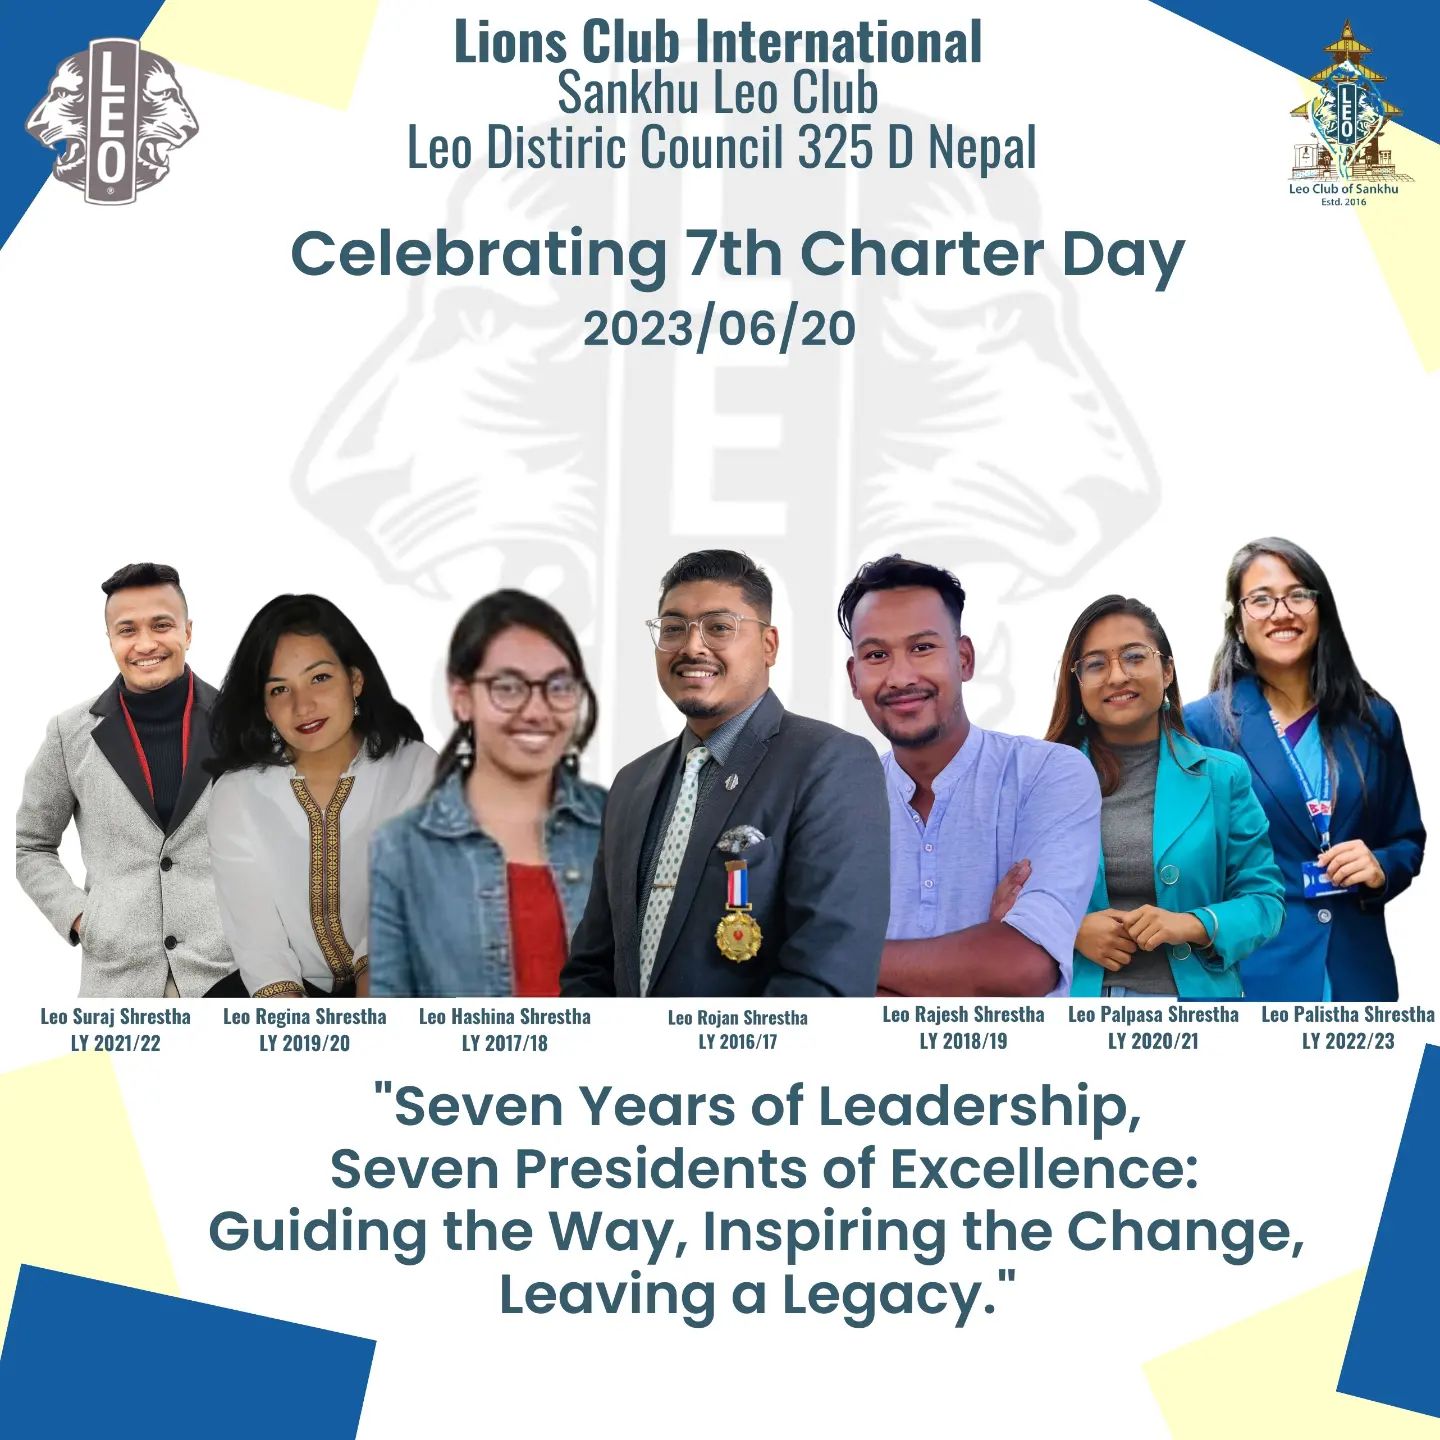 Lions Club International
Sankhu Leo Club
Leo Distiric Council 325 D Nepal
LEO
®
LEO
Leo Club of Sankhu
Estd. 2016
Celebrating 7th Charter Day
2023/06/20
LEO
Leo Suraj Shrestha
LY 2021/22
Leo Regina Shrestha
LY 2019/20
Leo Hashina Shrestha
LY 2017/18
Leo Rojan Shrestha
LY 2016/17
Leo Rajesh Shrestha
LY 2018/19
Leo Palpasa Shrestha
LY 2020/21
Leo Palistha Shrestha
LY 2022/23
"Seven Years of Leadership,
Seven Presidents of Excellence:
Guiding the Way, Inspiring the Change,
Leaving a Legacy."